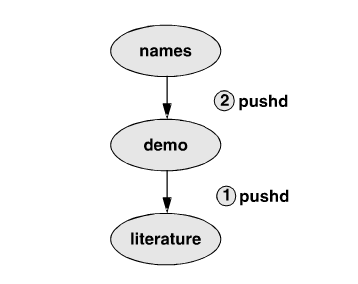 names
2 pushd
demo
1 pushd
literature